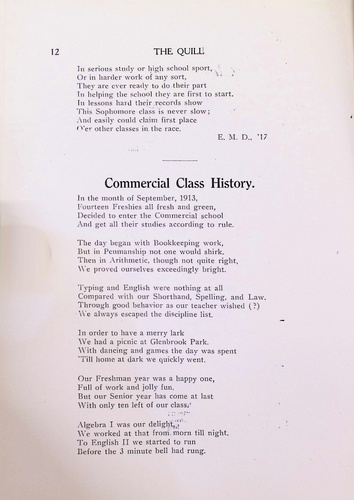 12 THE QUILL
In serious study or high school sport,
Or in harder work of any sort,
They are ever ready to do their part
In helping the school they are first to start,
In lessons hard their records show
This Sophomore class is never slow;
And easily could claim first place
O'er other classes in the race.
E. M. D., '17
Commercial Class History.
In the month of September, 1913,
Fourteen Freshies all fresh and green,
Decided to enter the Commercial school
And get all their studies according to rule.
The day began with Bookkeeping work,
But in Penmanship not one would shirk.
Then in Arithmetic, though not quite right,
We proved ourselves exceedingly bright.
Typing and English were nothing at all
Compared with our Shorthand, Spelling, and Law.
Through good behavior as our teacher wished (?)
We always escaped the discipline list.
In order to have a merry lark
We had a picnic at Glenbrook Park.
With dancing and games the day was spent
'Till home at dark we quickly went.
Our Freshman year was a happy one,
Full of work and jolly fun.
But our Senior year has come at last
With only ten left of our class.
Algebra I was our delight,
We worked at that from morn till night.
To English II we started to run
Before the 3 minute bell had rung.